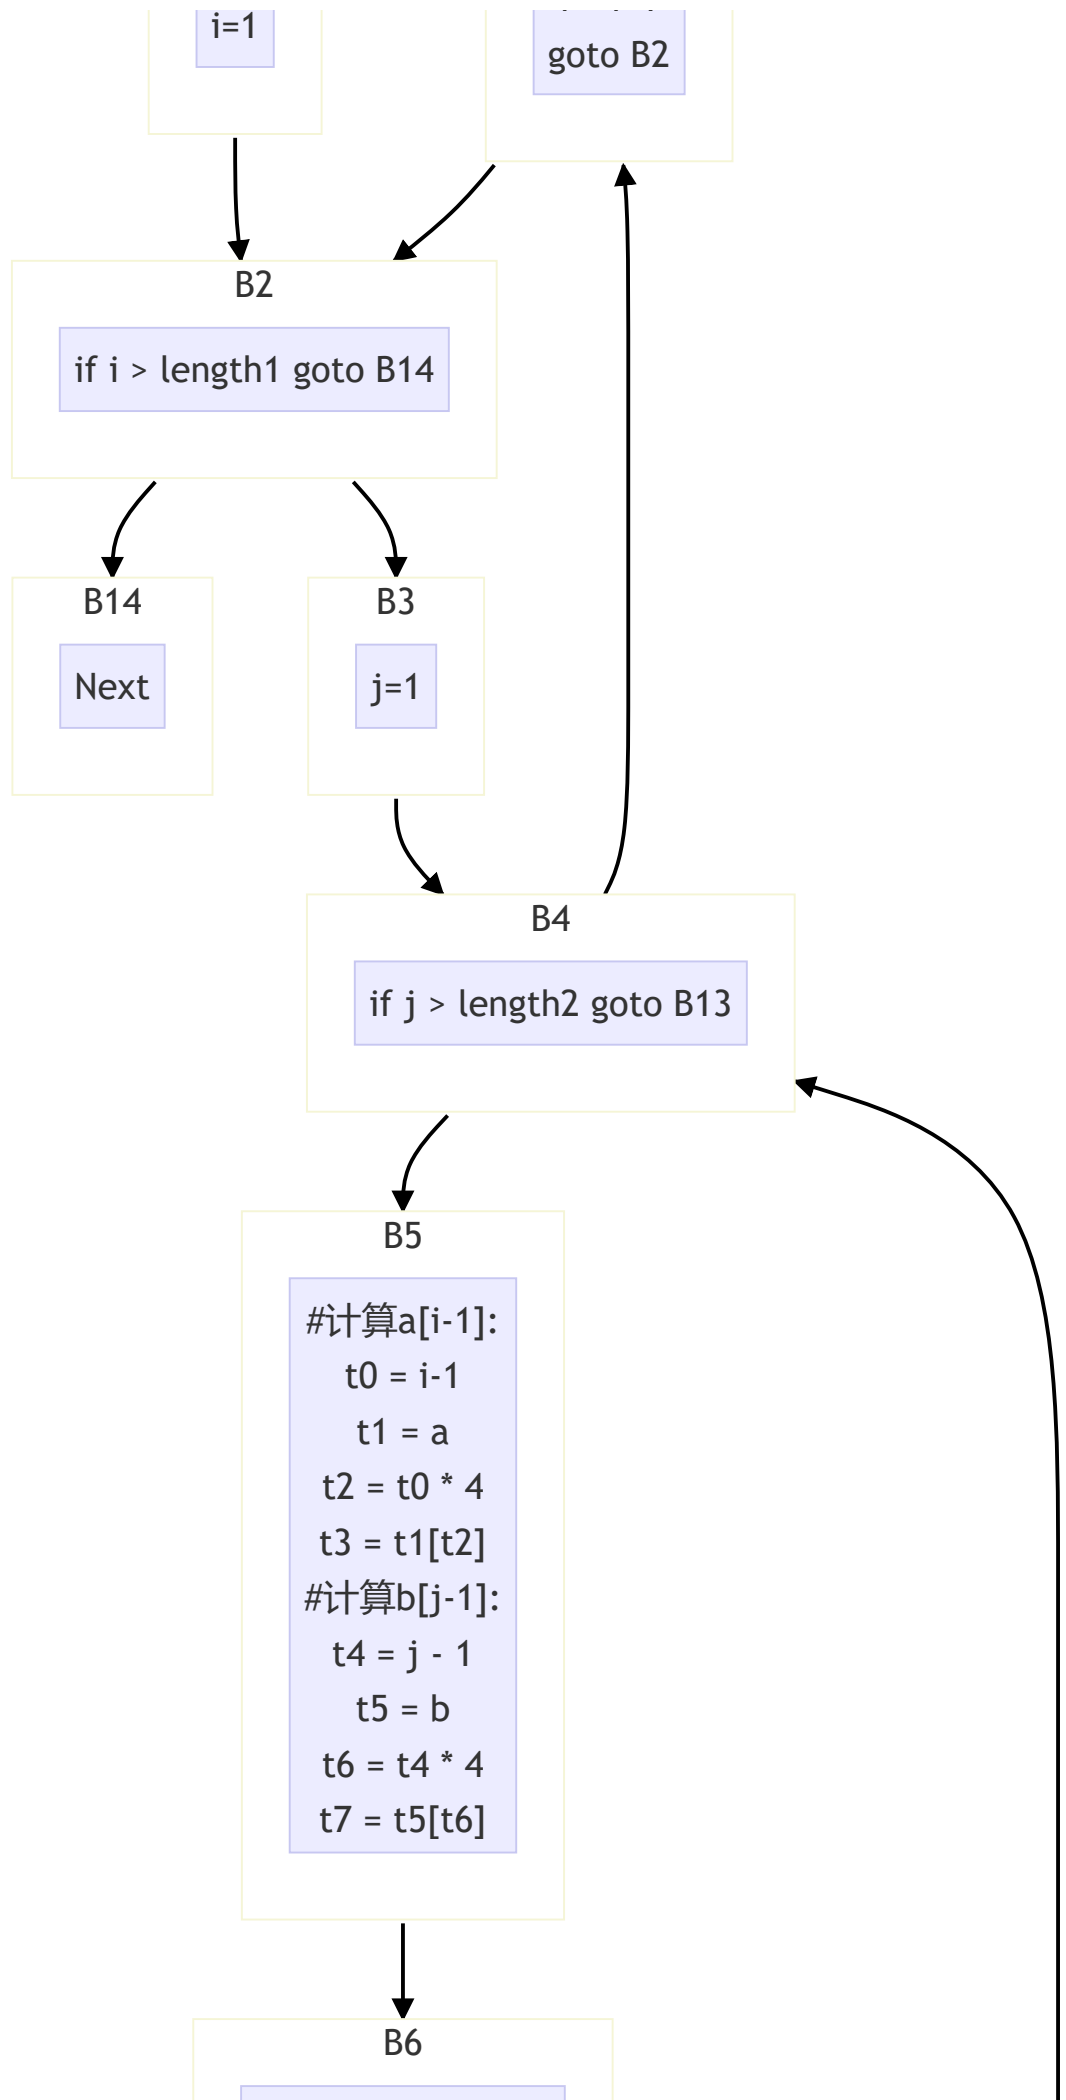 i=1
goto B2
B2
if i > length1 goto B14
B14
Next
B3
j=1
B4
if j > length2 goto B13
B5
#计算a[i-1]:
t0 = i-1
t1 = a
t2 = t0 * 4
t3 = t1[t2]
#计算b[j-1]:
t4 = j - 1
t5 = b
t6 = t4 * 4
t7 = t5[t6]
B6